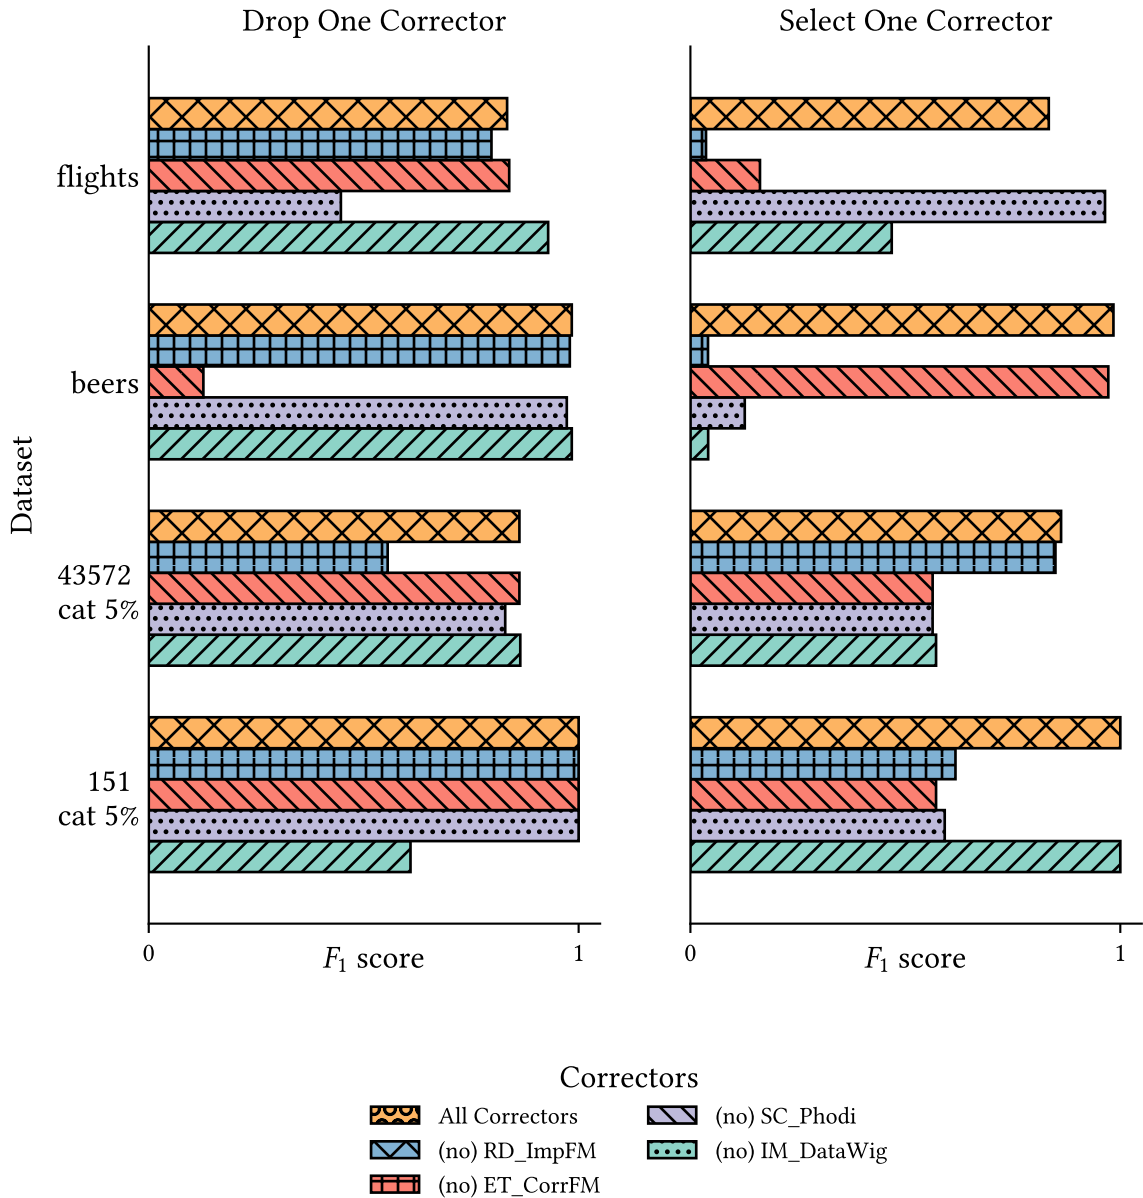 Drop One Corrector
Select One Corrector
Dataset
flights
beers
43572
cat 5%
151
cat 5%
0
F1 score
1
0
F1 score
1
Correctors
All Correctors
(no) RD_ImpFM
(no) ET_CorrFM
(no) SC_Phodi
(no) IM_DataWig